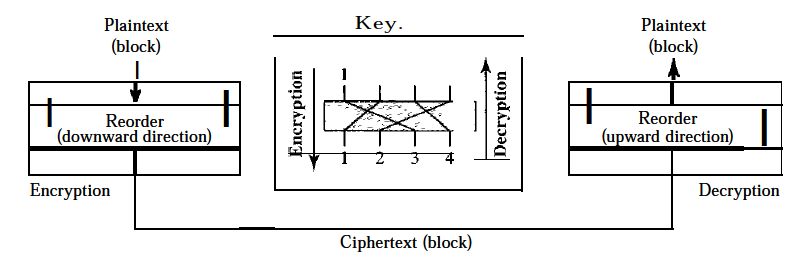 Plaintext
(block)
Key.
Plaintext
(block)
Reorder
(downward direction)
Encryption
1
Decryption
1 2 3 4
Reorder
(upward direction)
Encryption
Decryption
Ciphertext (block)